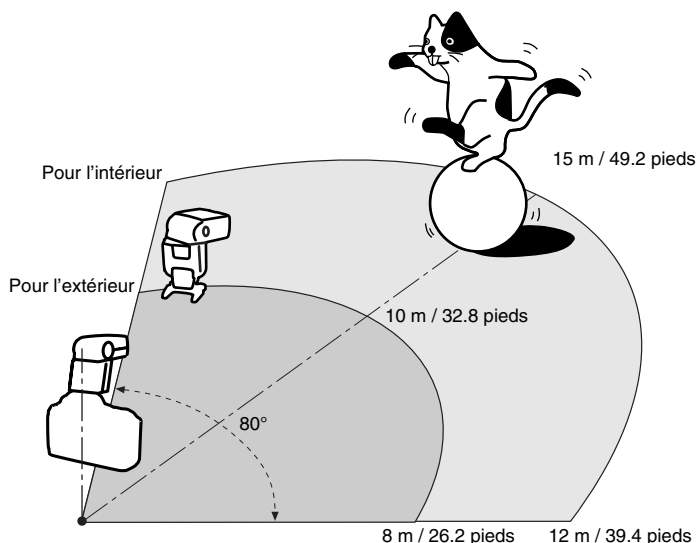 15 m / 49.2 pieds
Pour l'intérieur
Pour l'extérieur
10 m / 32.8 pieds
80°
8 m / 26.2 pieds
12 m / 39.4 pieds